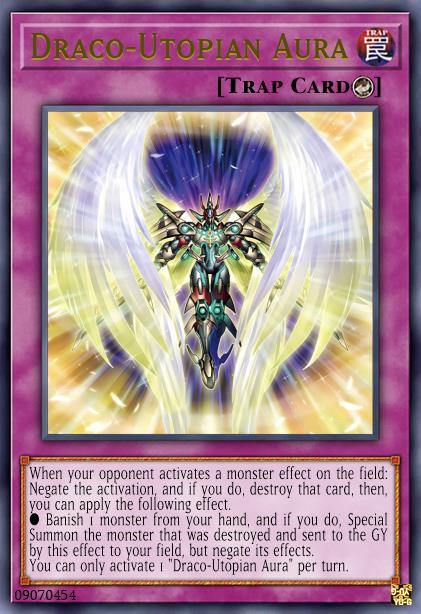 Draco-Utopian Aura
TRAP
罠
[Trap Card]
When your opponent activates a monster effect on the field:
Negate the activation, and if you do, destroy that card, then,
you can apply the following effect.
● Banish 1 monster from your hand, and if you do, Special
Summon the monster that was destroyed and sent to the GY
by this effect to your field, but negate its effects.
You can only activate 1 "Draco-Utopian Aura" per turn.
09070454